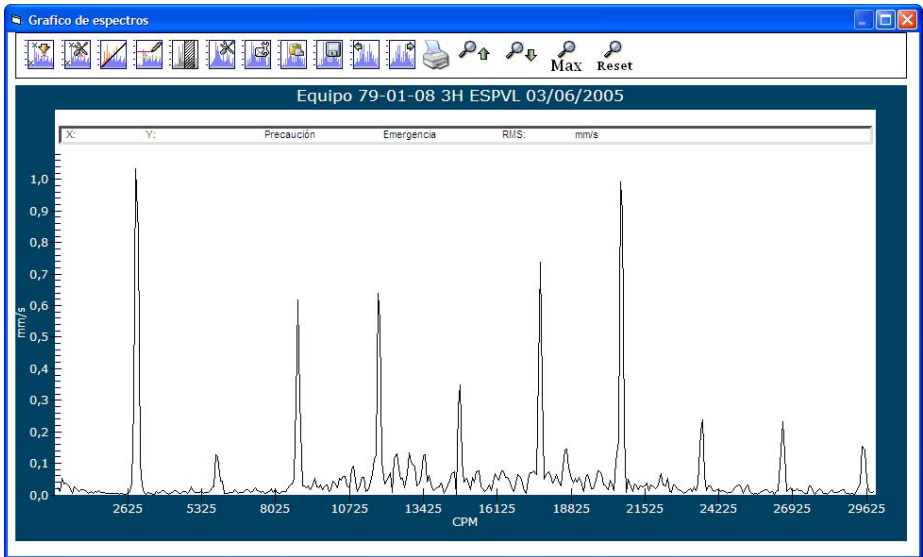 Grafico de espectros
Max Reset
Equipo 79-01-08 3H ESPVL 03/06/2005
X: Y: Precaución Emergencia RMS: mm/s
1,0
0,9
0,8
0,7
0,6
0,5
0,4
0,3
0,2
0,1
0,0
mm/s
2625 5325 8025 10725 13425 16125 18825 21525 24225 26925 29625
CPM